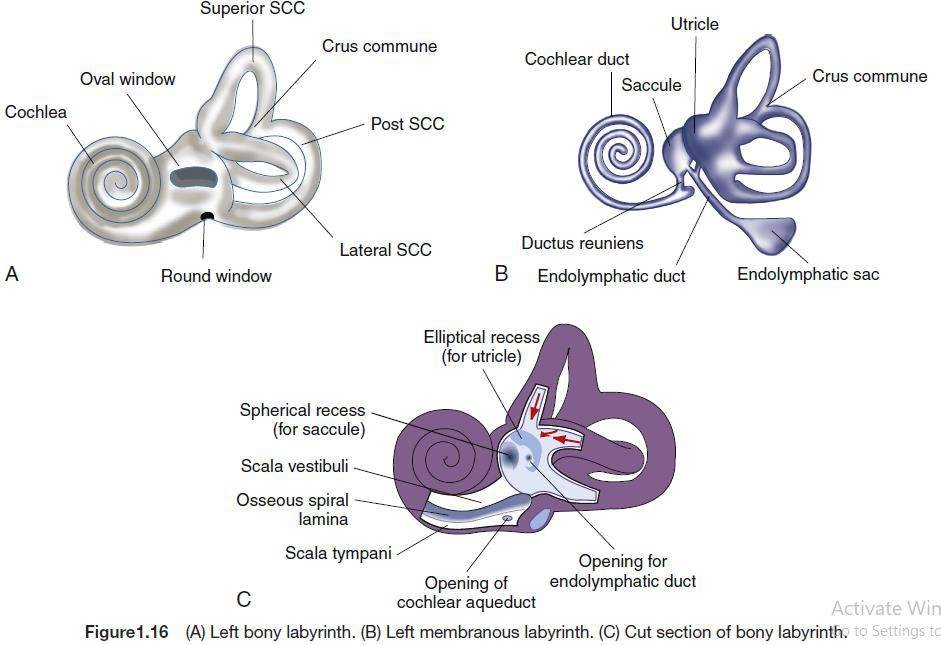 Superior SCC
Crus commune
Oval window
Cochlea
Post SCC
Lateral SCC
Round window
A
Utricle
Cochlear duct
Saccule
Crus commune
Ductus reuniens
Endolymphatic duct
Endolymphatic sac
B
Elliptical recess
(for utricle)
Spherical recess
(for saccule)
Scala vestibuli
Osseous spiral
lamina
Scala tympani
Opening of
cochlear aqueduct
Opening for
endolymphatic duct
C
Activate Win
Go to Settings to
Figure1.16 (A) Left bony labyrinth. (B) Left membranous labyrinth. (C) Cut section of bony labyrinth.